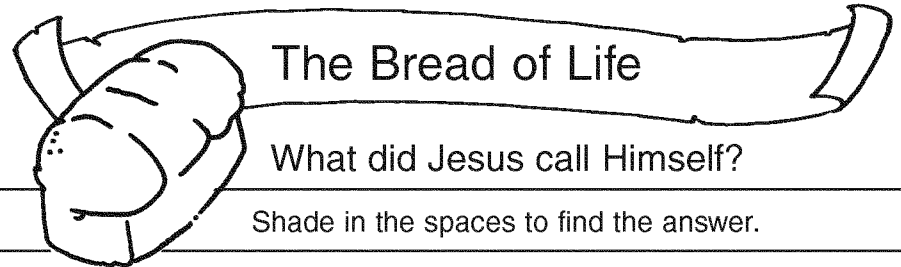 The Bread of Life
What did Jesus call Himself?
Shade in the spaces to find the answer.